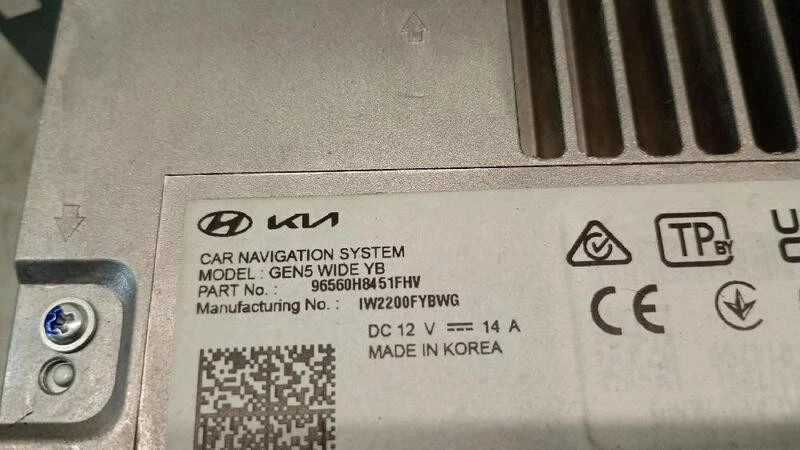 KIA
CAR NAVIGATION SYSTEM
MODEL : GEN5 WIDE YB
PART No. : 96560H8451FHV
Manufacturing No. : IW2200FYBWG
DC 12 V ⎓ 14 A
MADE IN KOREA
TP BY
CE